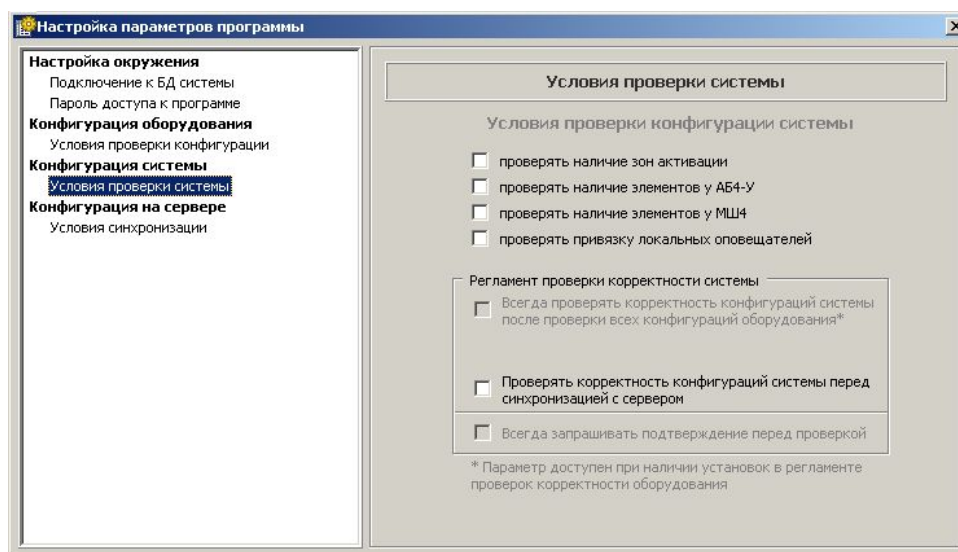 Настройка параметров программы
Настройка окружения
Подключение к БД системы
Пароль доступа к программе
Конфигурация оборудования
Условия проверки конфигурации
Конфигурация системы
Условия проверки системы
Конфигурация на сервере
Условия синхронизации
Условия проверки системы
Условия проверки конфигурации системы
проверять наличие зон активации
проверять наличие элементов у АБ4-У
проверять наличие элементов у МШ4
проверять привязку локальных оповещателей
Регламент проверки корректности системы
Всегда проверять корректность конфигураций системы
после проверки всех конфигураций оборудования*
Проверять корректность конфигураций системы перед
синхронизацией с сервером
Всегда запрашивать подтверждение перед проверкой
* Параметр доступен при наличии установок в регламенте
проверок корректности оборудования